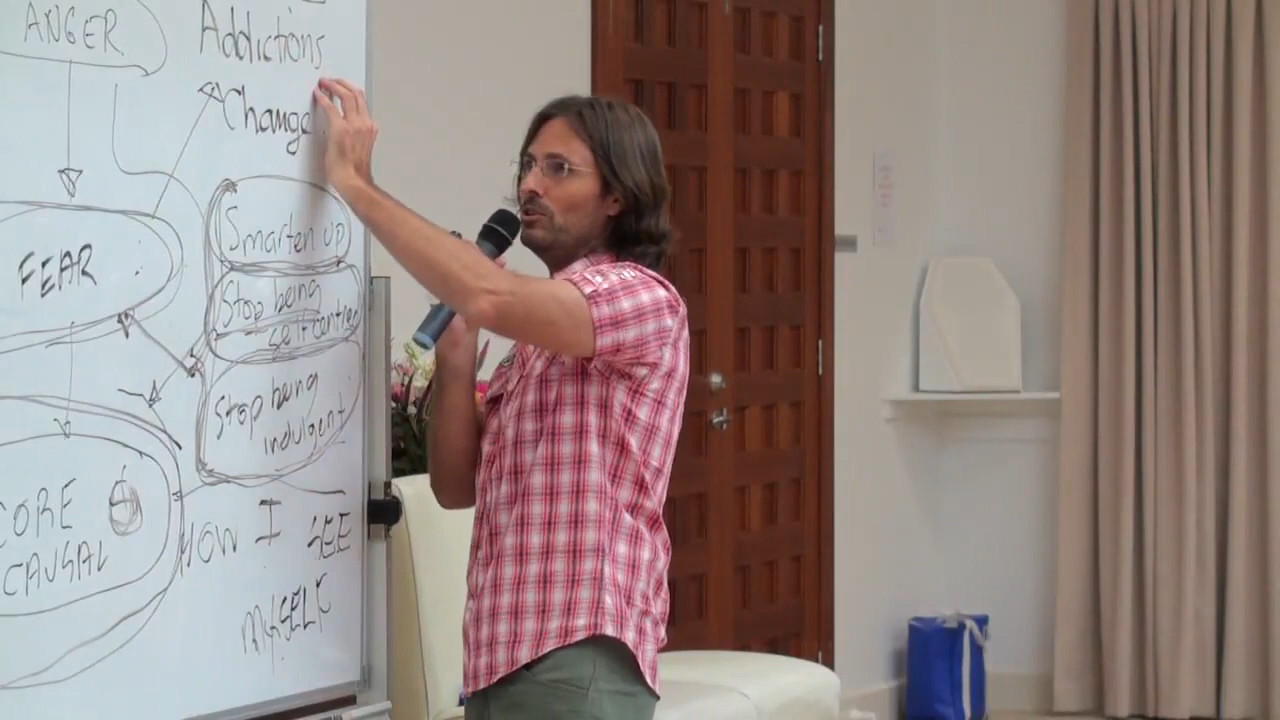 ANGER
Addictions
Change
FEAR
Smarten up
Stop being
self centred
Stop being
indulgent
CORE
CAUSAL
HOW I SEE
MYSELF